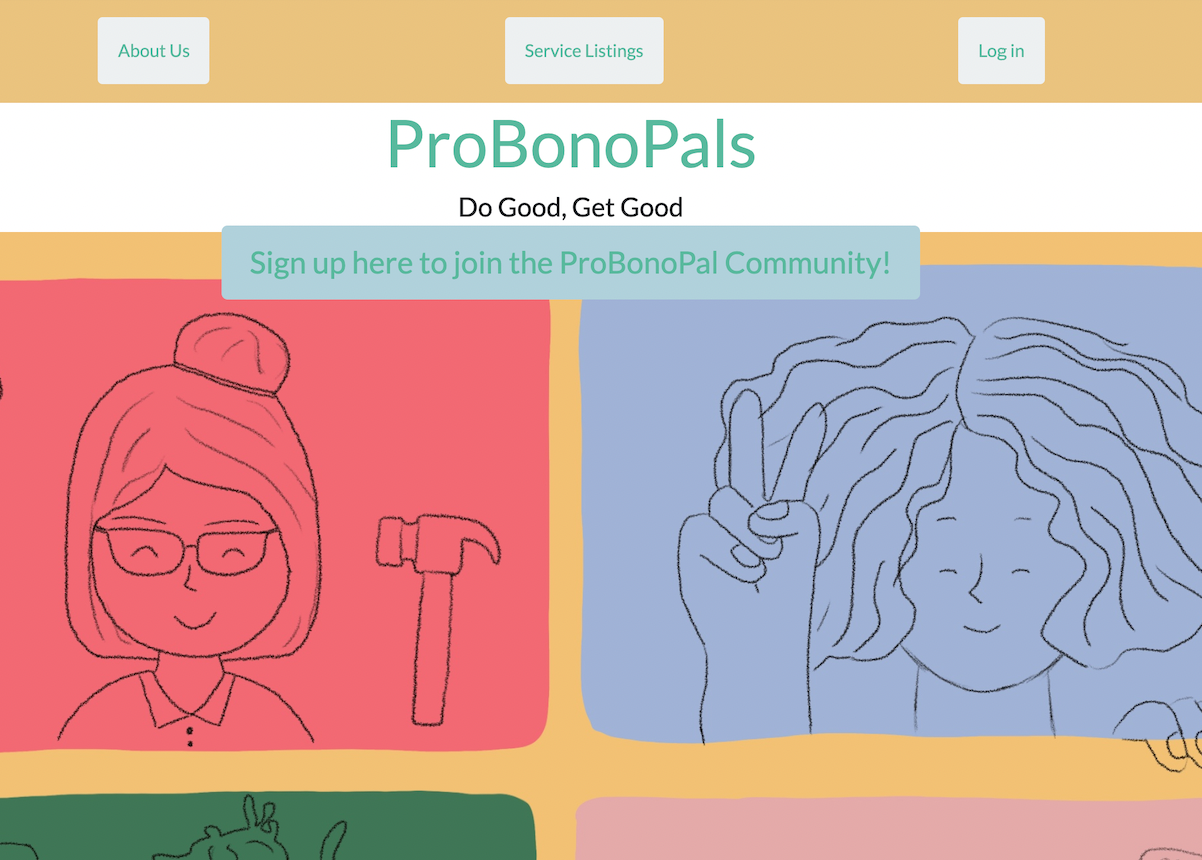 About Us
Service Listings
Log in
ProBonoPals
Do Good, Get Good
Sign up here to join the ProBonoPal Community!